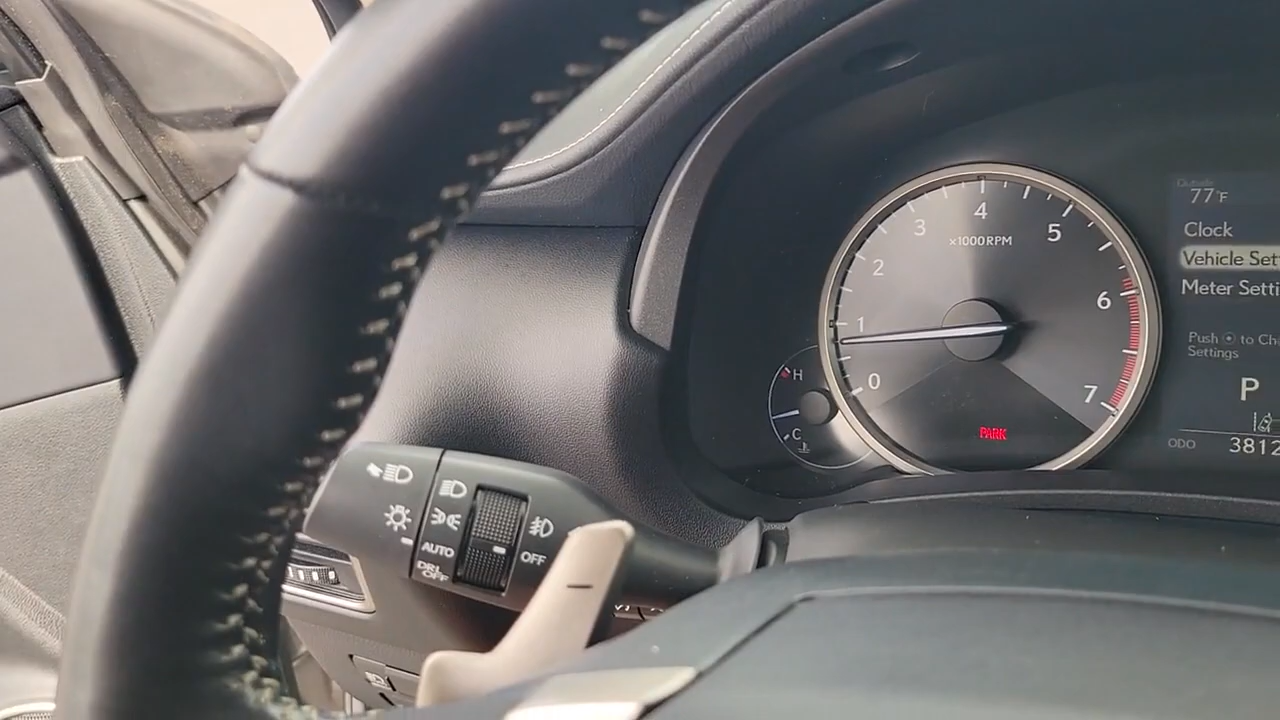 4
3
5
×1000RPM
2
6
1
0
7
H
C
PARK
77°F
Clock
Vehicle Set
Meter Setti
Push to Ch
Settings
P
ODO 3812
AUTO
OFF
DRL
OFF